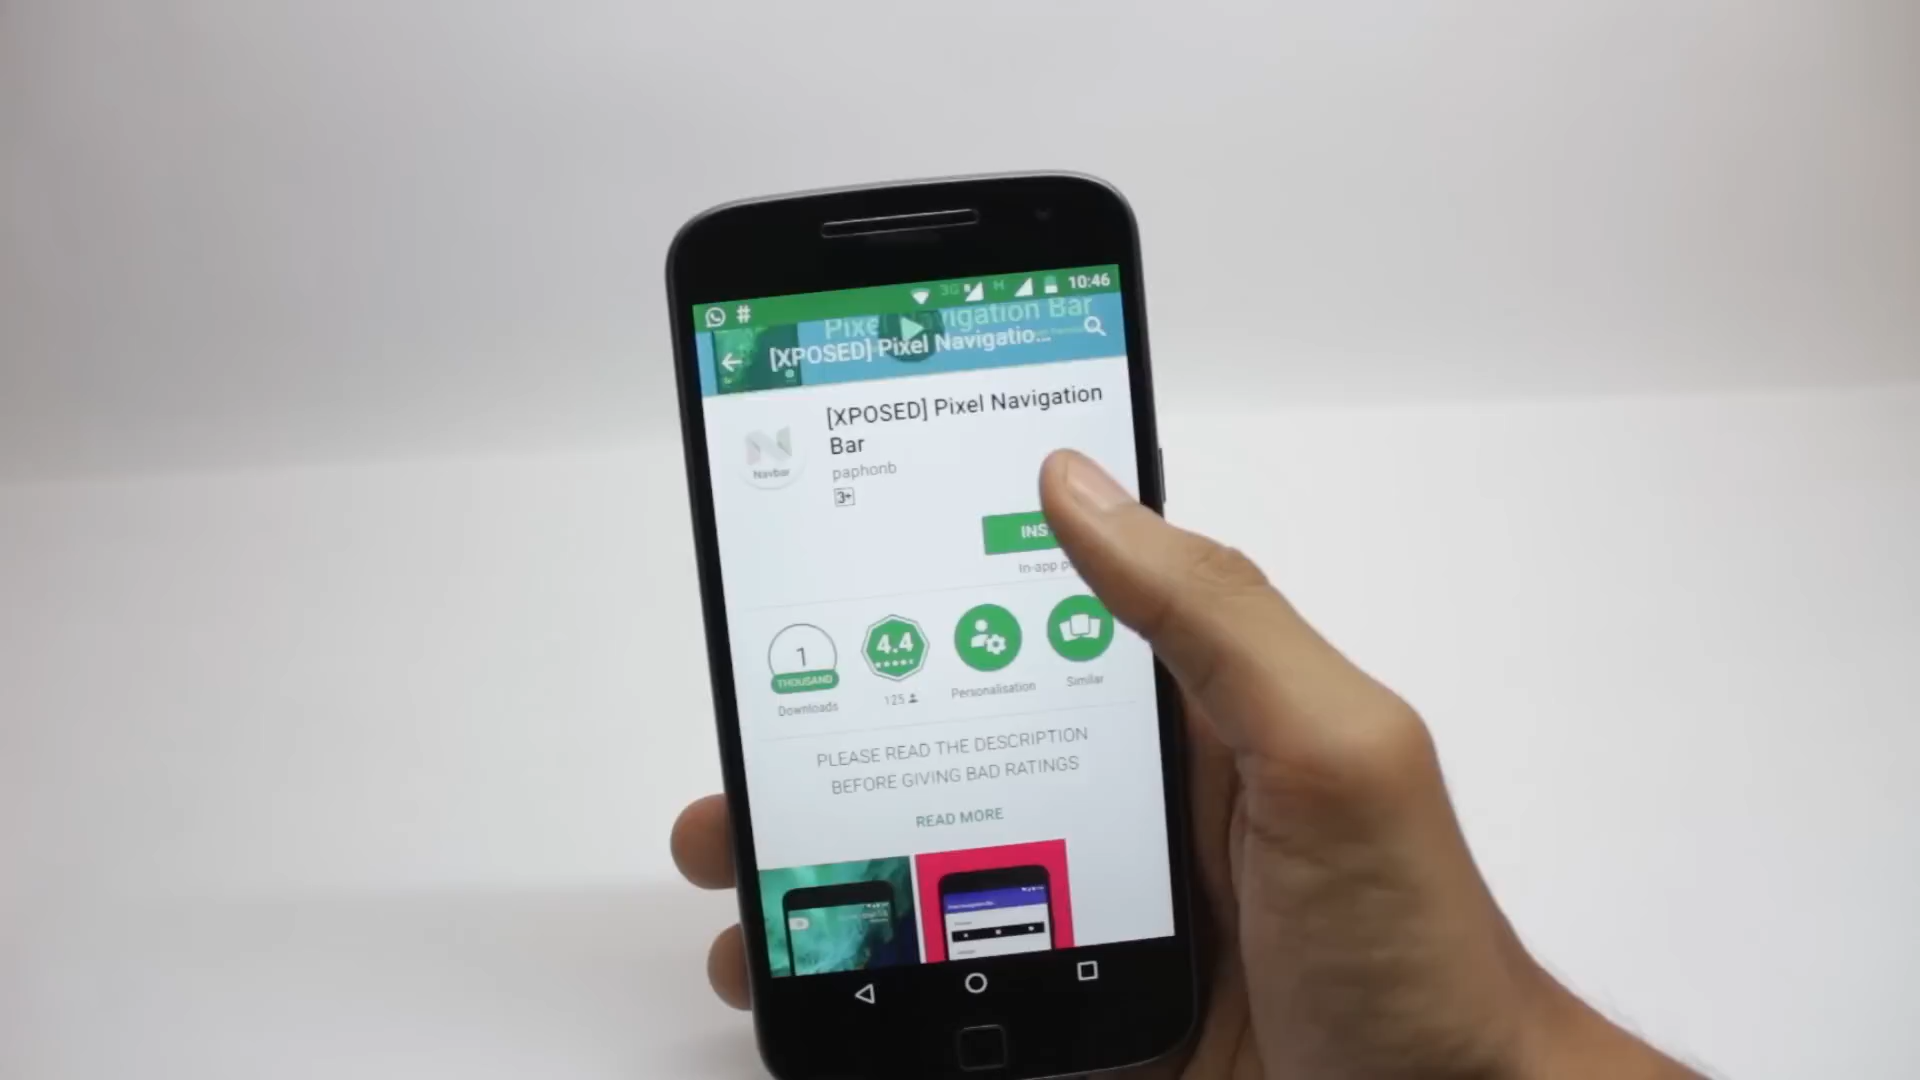 3G H 10:46
Pixel Navigation Bar
[XPOSED] Pixel Navigatio...
[XPOSED] Pixel Navigation
Bar
Navbar
paphonb
3+
INS
In-app p
1
THOUSAND
Downloads
4.4
125
Personalisation
Similar
PLEASE READ THE DESCRIPTION
BEFORE GIVING BAD RATINGS
READ MORE